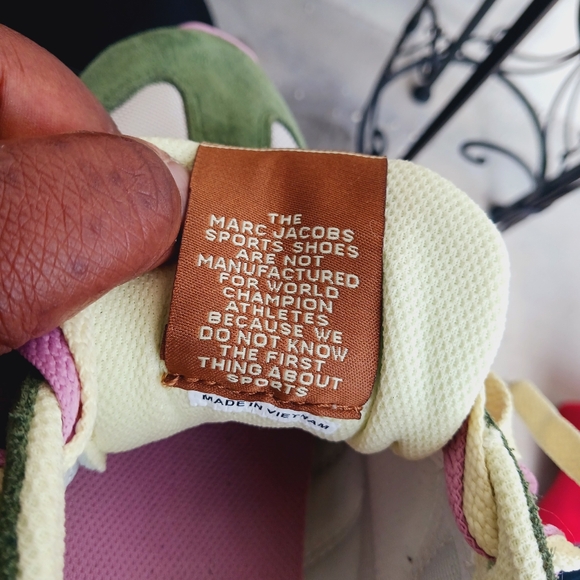 THE
MARC JACOBS
SPORTS SHOES
ARE NOT
MANUFACTURED
FOR WORLD
CHAMPION
ATHLETES
BECAUSE WE
DO NOT KNOW
THE FIRST
THING ABOUT
SPORTS
MADE IN VIETNAM